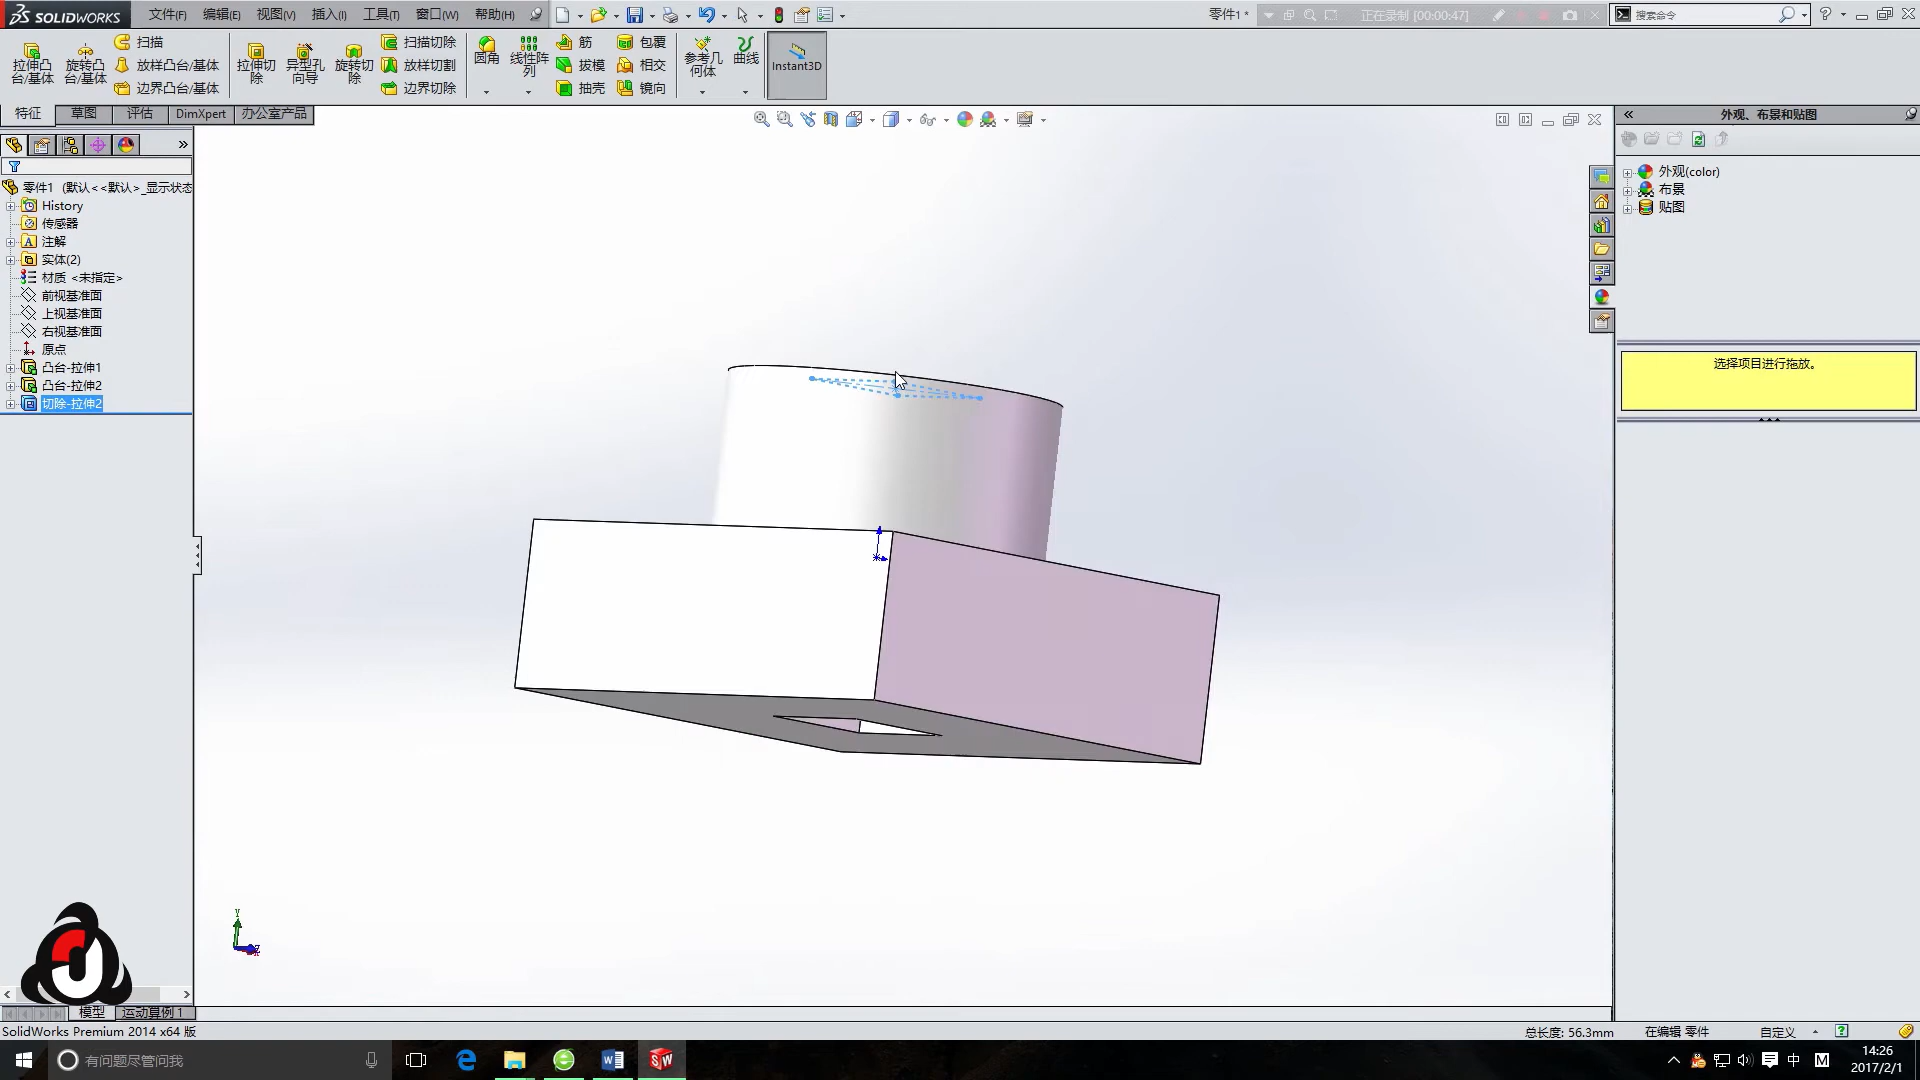 SOLIDWORKS 文件(F) 编辑(E) 视图(V) 插入(I) 工具(T) 窗口(W) 帮助(H) 零件1 * 正在录制 [00:00:47] 搜索命令
拉伸凸台/基体
旋转凸台/基体
扫描
放样凸台/基体
边界凸台/基体
拉伸切除
异型孔向导
旋转切除
扫描切除
放样切割
边界切除
圆角
线性阵列
筋
拔模
抽壳
包覆
相交
镜向
参考几何体
曲线
Instant3D
特征 草图 评估 DimXpert 办公室产品
外观、布景和贴图
零件1 (默认<<默认>_显示状态
History
传感器
注解
实体(2)
材质 <未指定>
前视基准面
上视基准面
右视基准面
原点
凸台-拉伸1
凸台-拉伸2
切除-拉伸2
外观(color)
布景
贴图
选择项目进行拖放。
模型 运动算例 1
SolidWorks Premium 2014 x64 版
总长度: 56.3mm 在编辑 零件 自定义
有问题尽管问我
中 M
14:26
2017/2/1